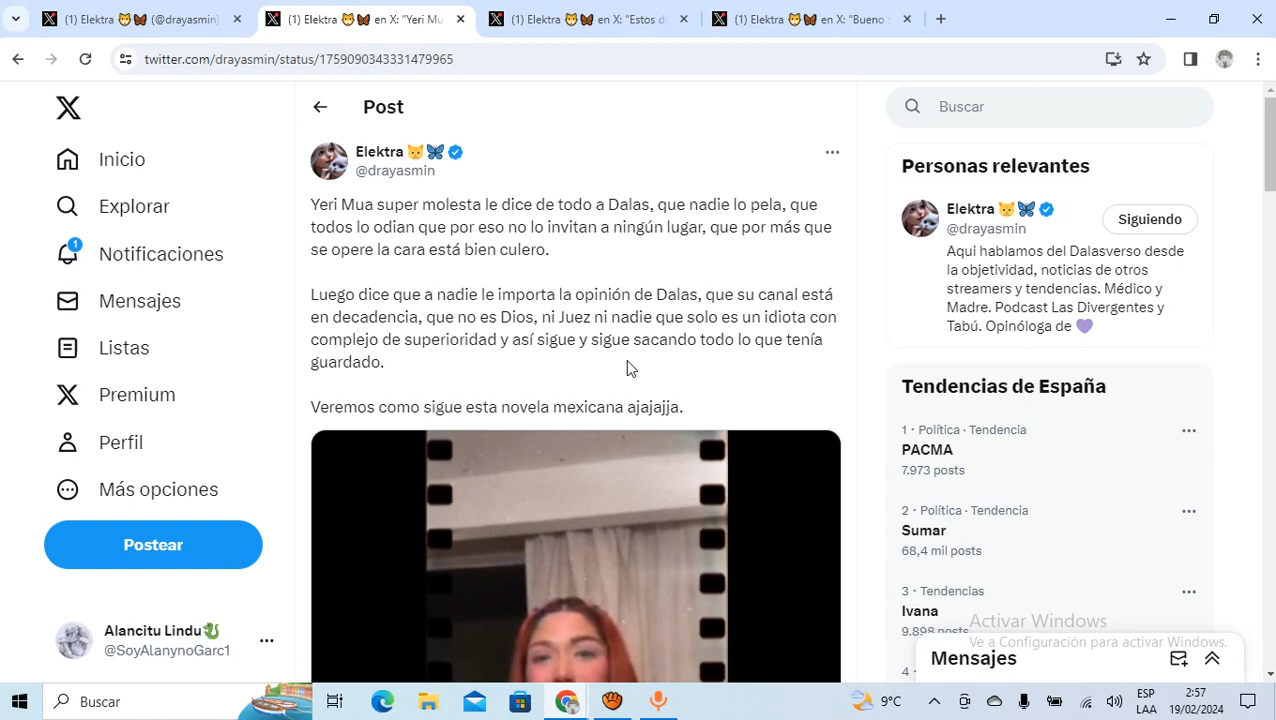 (1) Elektra 🐱🦋 (@drayasmin)
(1) Elektra 🐱🦋 en X: "Yeri Mu
(1) Elektra 🐱🦋 en X: "Estos d
(1) Elektra 🐱🦋 en X: "Bueno
twitter.com/drayasmin/status/1759090343331479965
Inicio
Explorar
1
Notificaciones
Mensajes
Listas
Premium
Perfil
Más opciones
Postear
Alancitu Lindu🐉
@SoyAlanynoGarc1
Post
Elektra 🐱🦋
@drayasmin
Yeri Mua super molesta le dice de todo a Dalas, que nadie lo pela, que
todos lo odian que por eso no lo invitan a ningún lugar, que por más que
se opere la cara está bien culero.
Luego dice que a nadie le importa la opinión de Dalas, que su canal está
en decadencia, que no es Dios, ni Juez ni nadie que solo es un idiota con
complejo de superioridad y así sigue y sigue sacando todo lo que tenía
guardado.
Veremos como sigue esta novela mexicana ajajajja.
Buscar
Personas relevantes
Elektra 🐱🦋
@drayasmin
Siguiendo
Aqui hablamos del Dalasverso desde
la objetividad, noticias de otros
streamers y tendencias. Médico y
Madre. Podcast Las Divergentes y
Tabú. Opinóloga de 💜
Tendencias de España
1 · Política · Tendencia
PACMA
7.973 posts
2 · Política · Tendencia
Sumar
68,4 mil posts
3 · Tendencias
Ivana
9.898 posts
4
Activar Windows
Ve a Configuración para activar Windows.
Mensajes
Buscar
9°C
ESP
LAA
2:57
19/02/2024